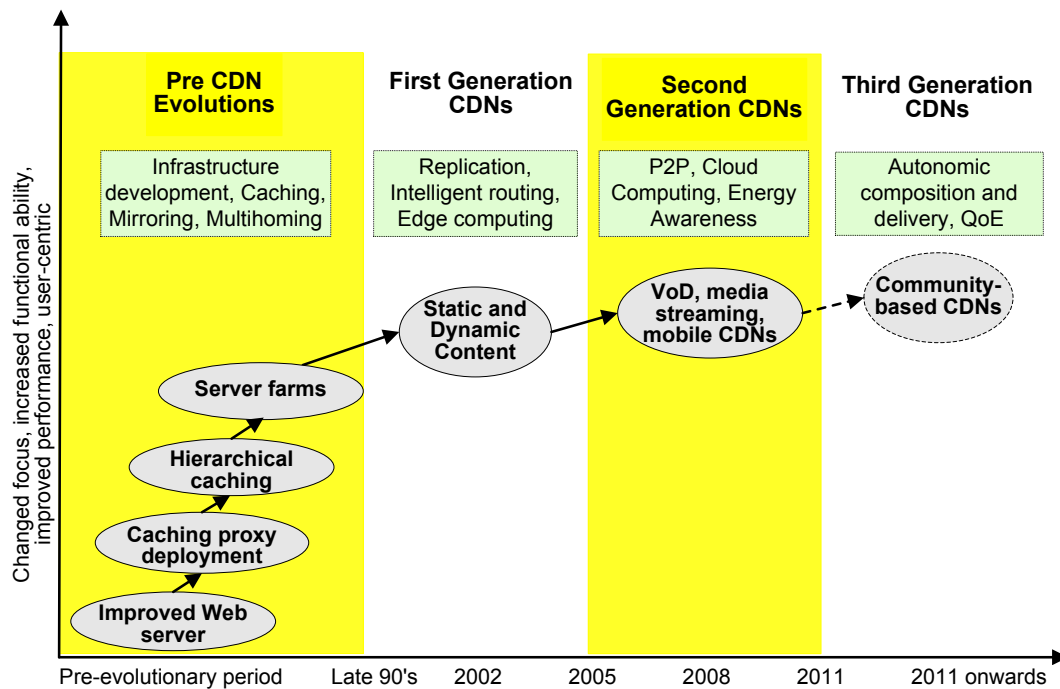 Changed focus, increased functional ability,
improved performance, user-centric
Pre CDN
Evolutions
First Generation
CDNs
Second
Generation CDNs
Third Generation
CDNs
Infrastructure
development, Caching,
Mirroring, Multihoming
Replication,
Intelligent routing,
Edge computing
P2P, Cloud
Computing, Energy
Awareness
Autonomic
composition and
delivery, QoE
Server farms
Hierarchical
caching
Caching proxy
deployment
Improved Web
server
Static and
Dynamic
Content
VoD, media
streaming,
mobile CDNs
Community-
based CDNs
Pre-evolutionary period
Late 90's
2002
2005
2008
2011
2011 onwards